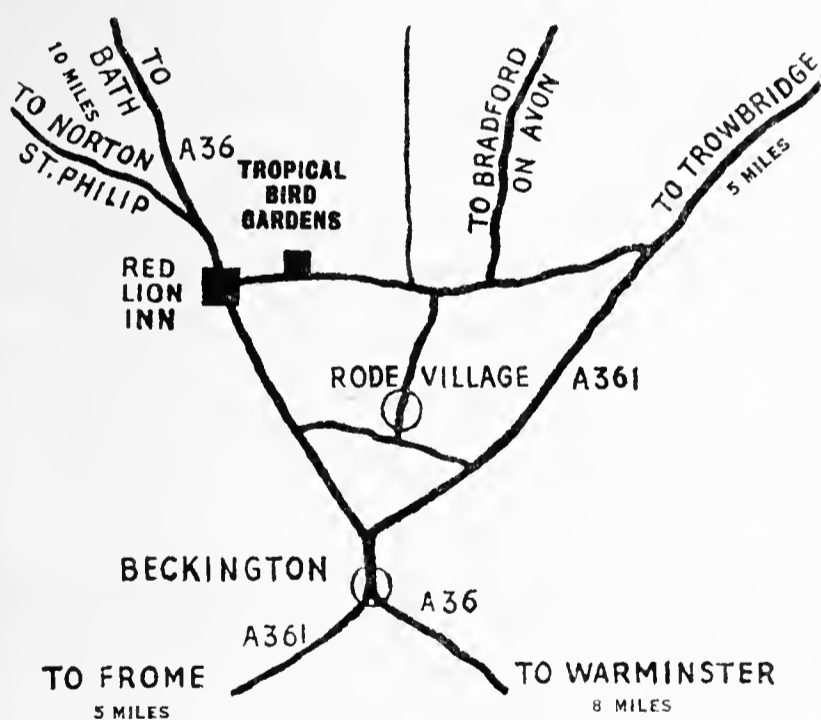 TO
BATH
10 MILES
TO NORTON
ST. PHILIP
A36
TROPICAL
BIRD
GARDENS
TO BRADFORD
ON AVON
TO TROWBRIDGE
5 MILES
RED
LION
INN
RODE VILLAGE
A361
BECKINGTON
A36
A361
TO FROME
5 MILES
TO WARMINSTER
8 MILES